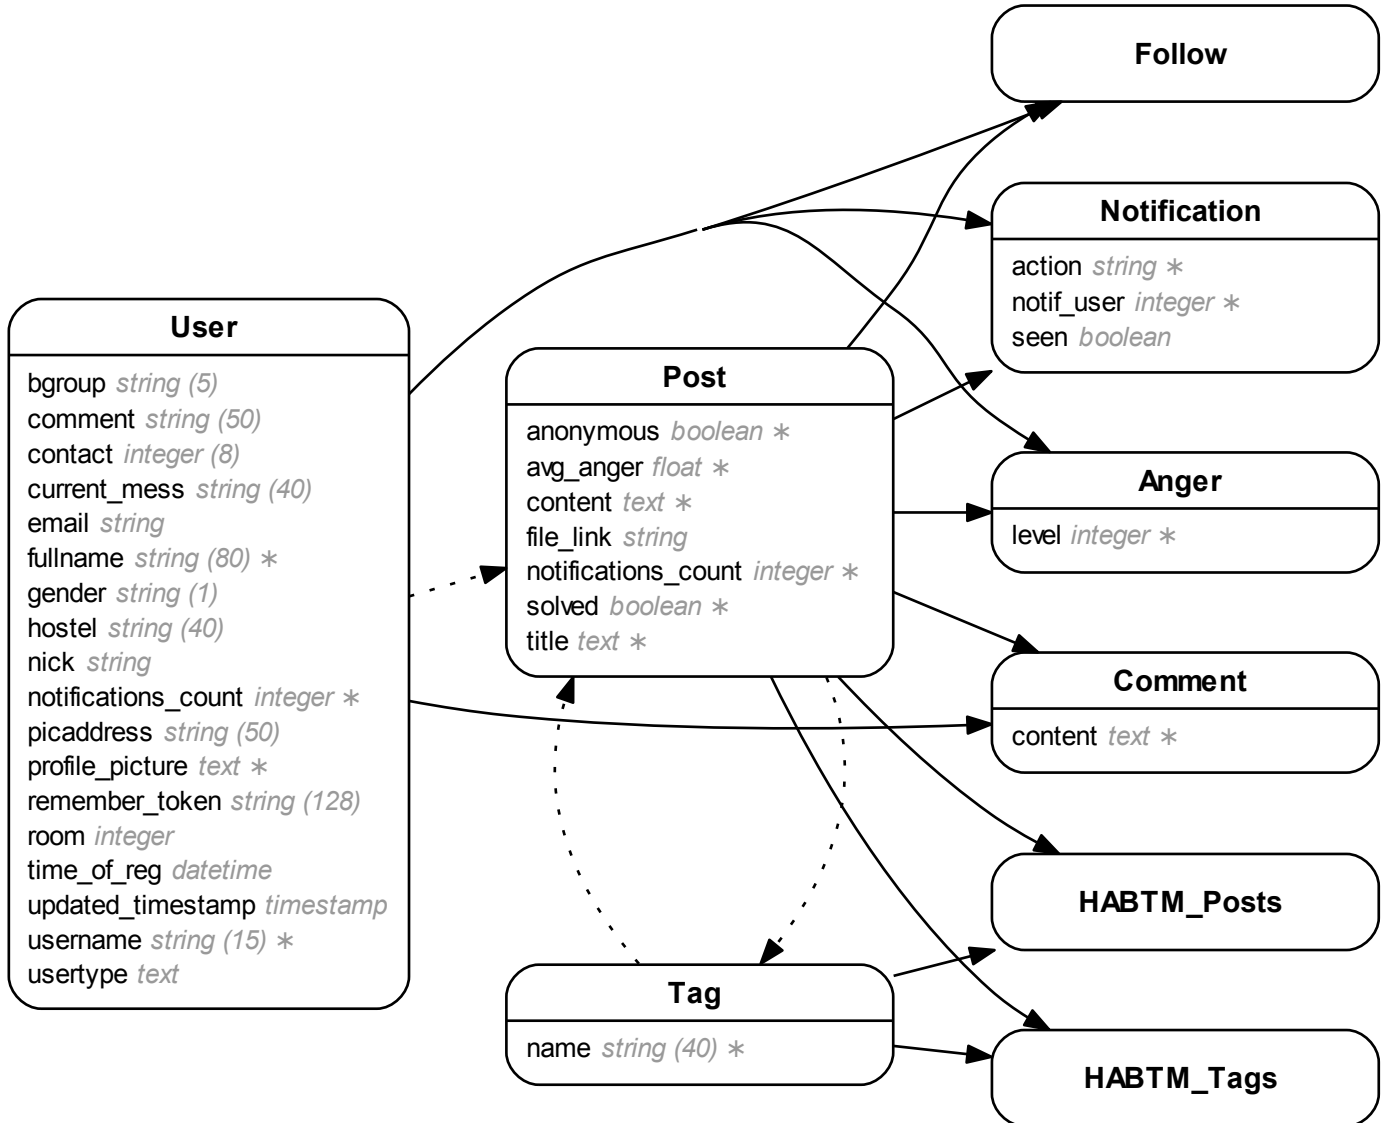 Follow
Notification
action string ∗
notif_user integer ∗
seen boolean
User
bgroup string (5)
comment string (50)
contact integer (8)
current_mess string (40)
email string
fullname string (80) ∗
gender string (1)
hostel string (40)
nick string
notifications_count integer ∗
picaddress string (50)
profile_picture text ∗
remember_token string (128)
room integer
time_of_reg datetime
updated_timestamp timestamp
username string (15) ∗
usertype text
Post
anonymous boolean ∗
avg_anger float ∗
content text ∗
file_link string
notifications_count integer ∗
solved boolean ∗
title text ∗
Anger
level integer ∗
Comment
content text ∗
HABTM_Posts
Tag
name string (40) ∗
HABTM_Tags